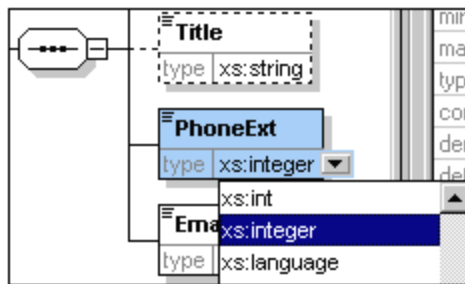 Title
type xs:string
PhoneExt
type xs:integer
xs:int
xs:integer
type xs:language